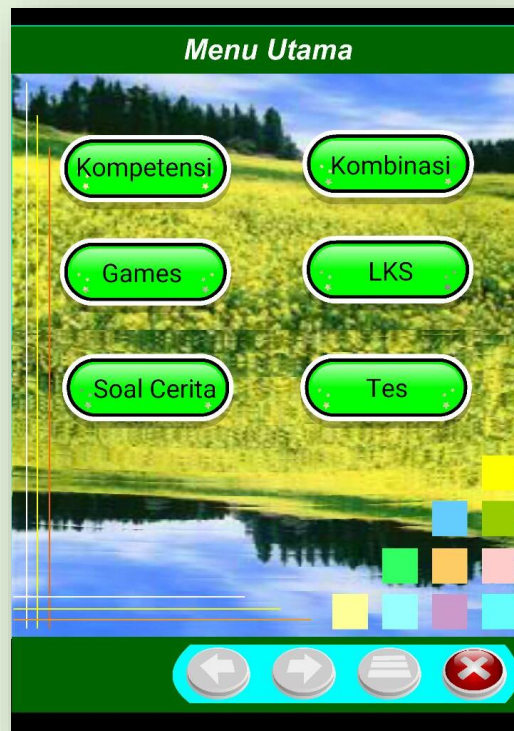 Menu Utama
Kompetensi
Kombinasi
Games
LKS
Soal Cerita
Tes